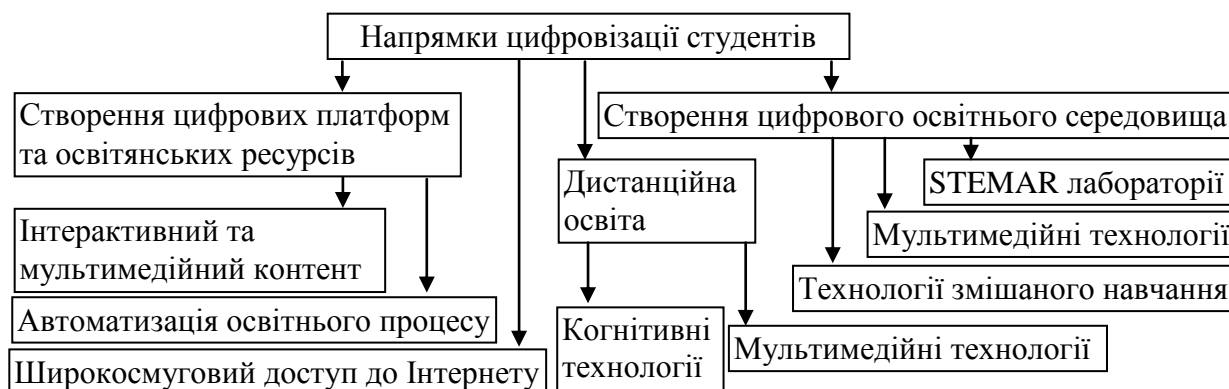 Напрямки цифровізації студентів
Створення цифрових платформ
та освітянських ресурсів
Інтерактивний та
мультимедійний контент
Автоматизація освітнього процесу
Широкосмуговий доступ до Інтернету
Дистанційна
освіта
Когнітивні
технології
Мультимедійні технології
Створення цифрового освітнього середовища
STEMAR лабораторії
Мультимедійні технології
Технології змішаного навчання